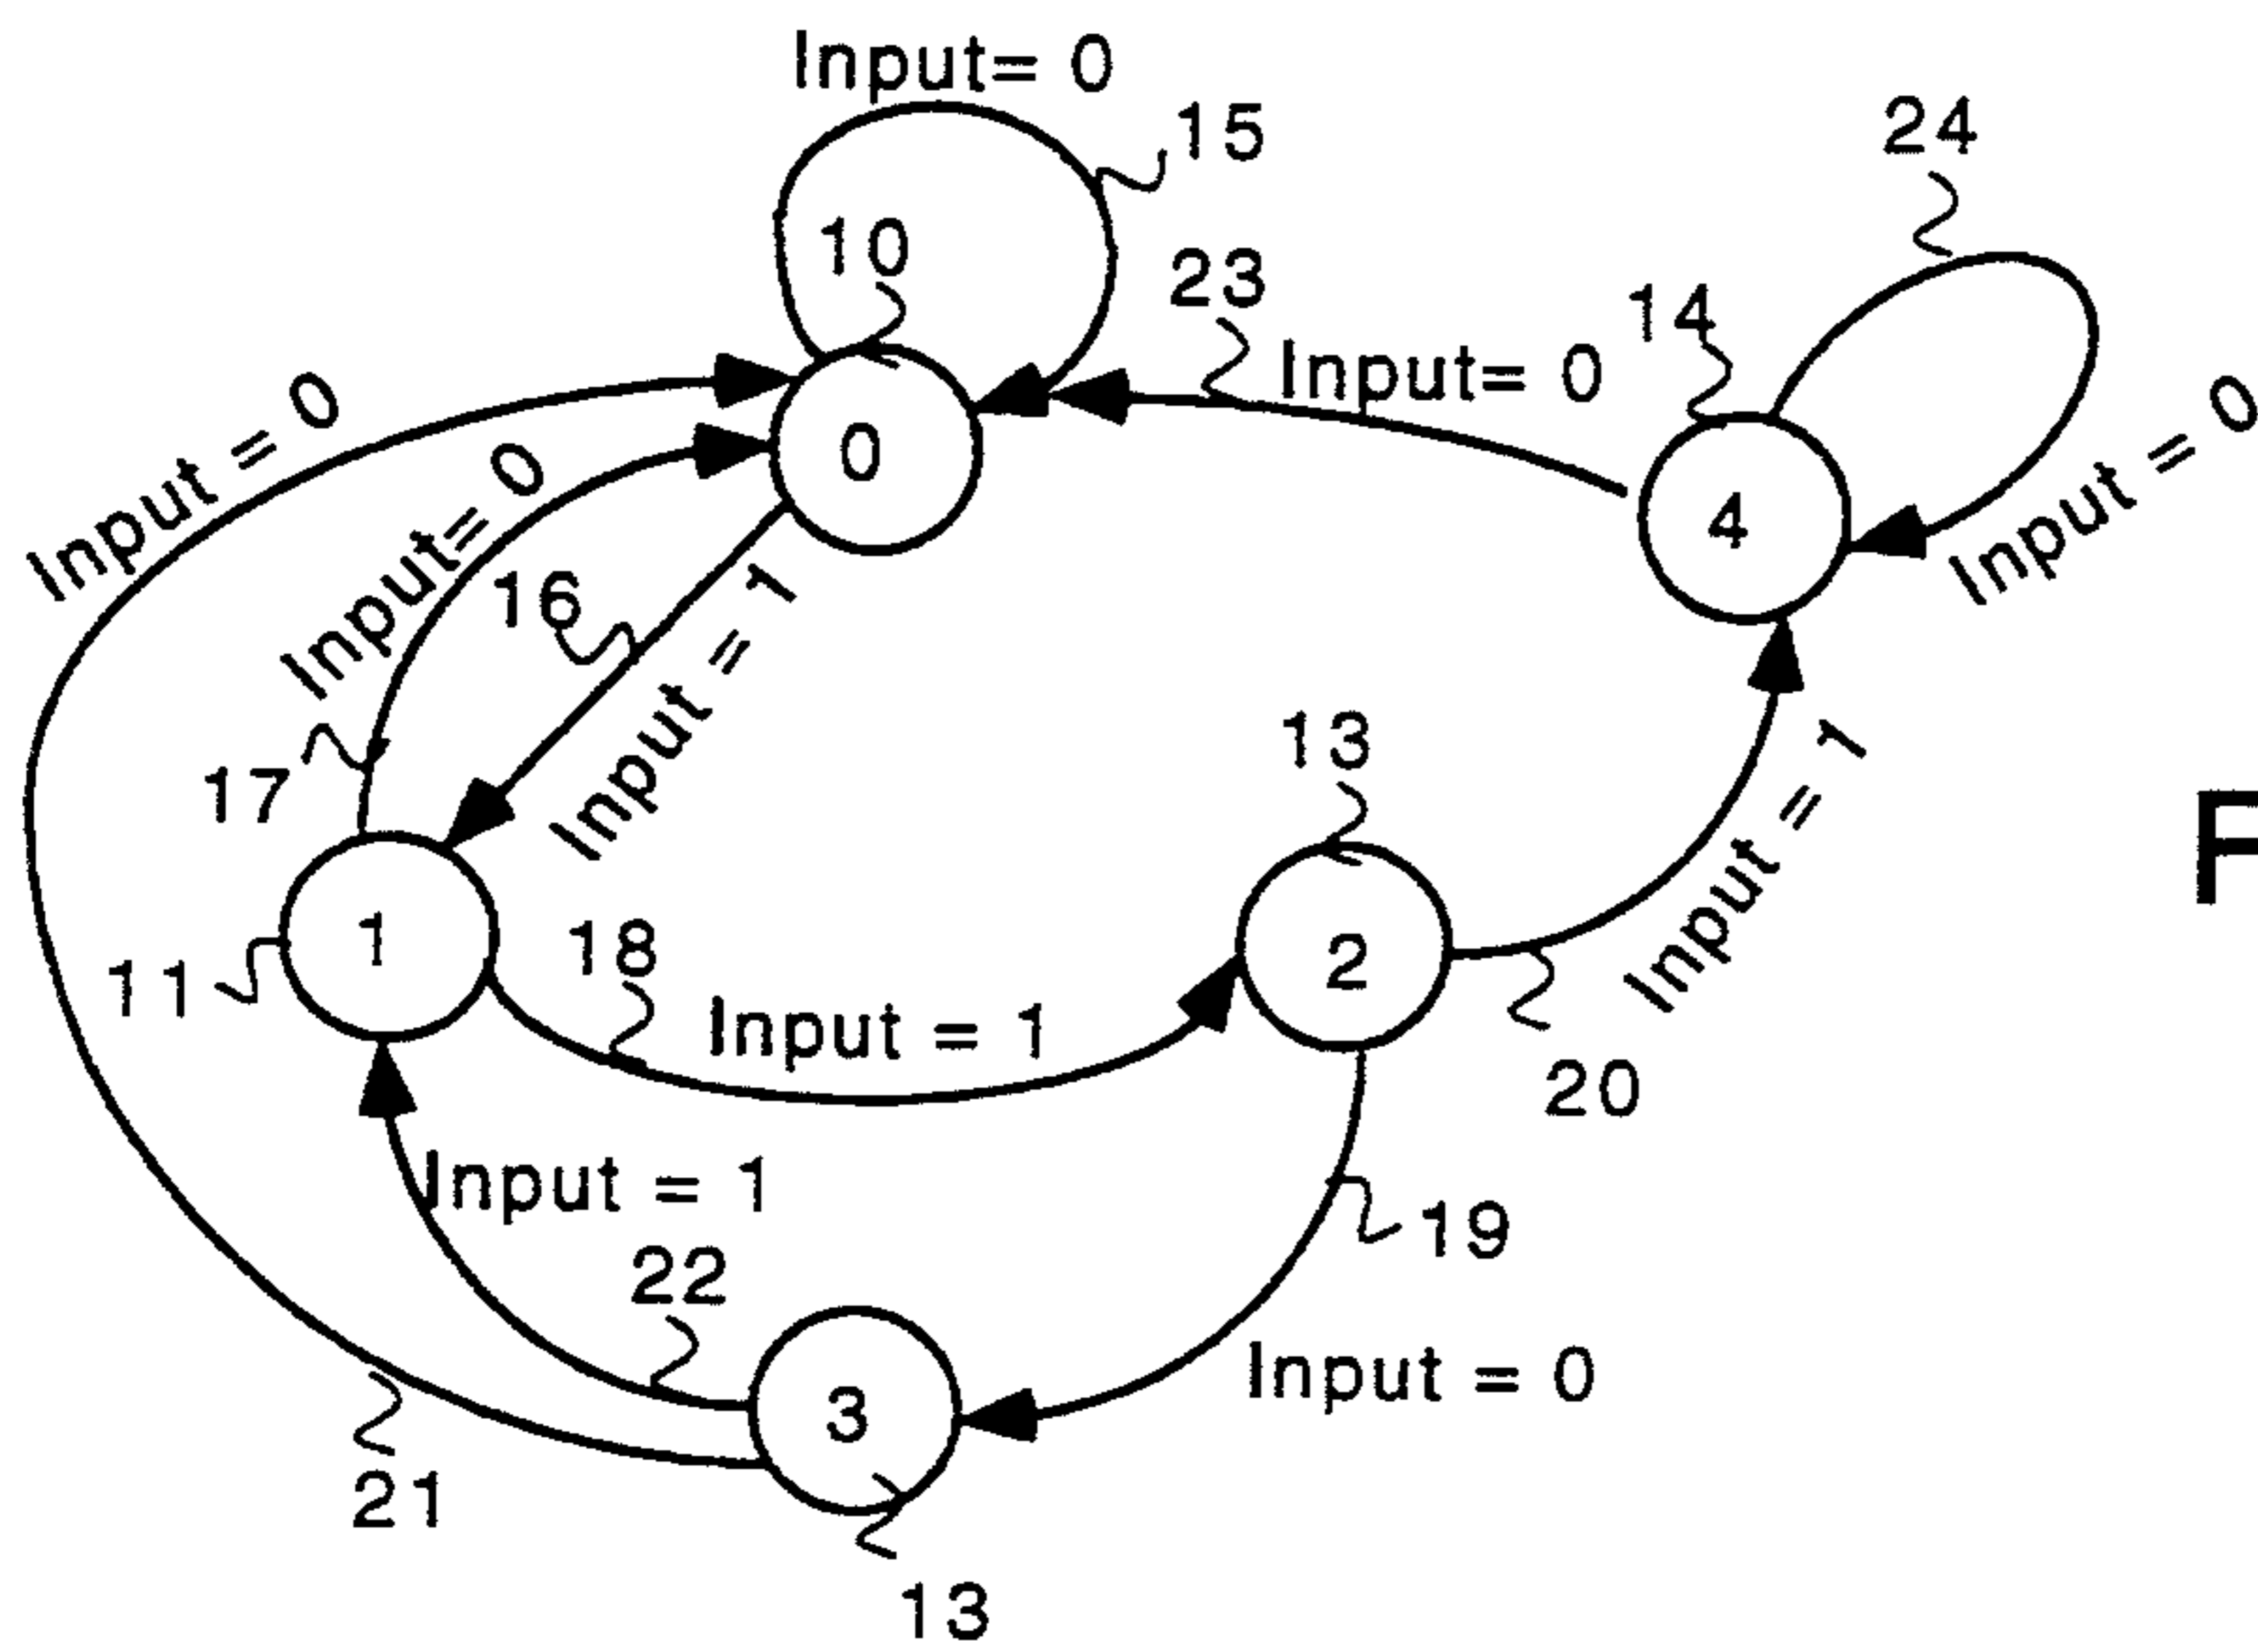 Input= 0
15
24
10
23
14
Input= 0
Input = 0
Input= 0
0
4
Input = 0
16
Input = 1
17
13
Input = 1
F
1
18
2
11
Input = 1
20
Input = 1
19
22
Input = 0
3
21
13